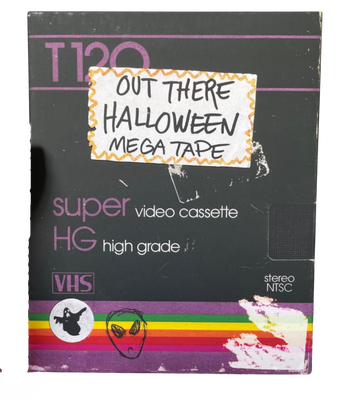 T120
OUT THERE
HALLOWEEN
MEGA TAPE
super video cassette
HG high grade
VHS
stereo
NTSC